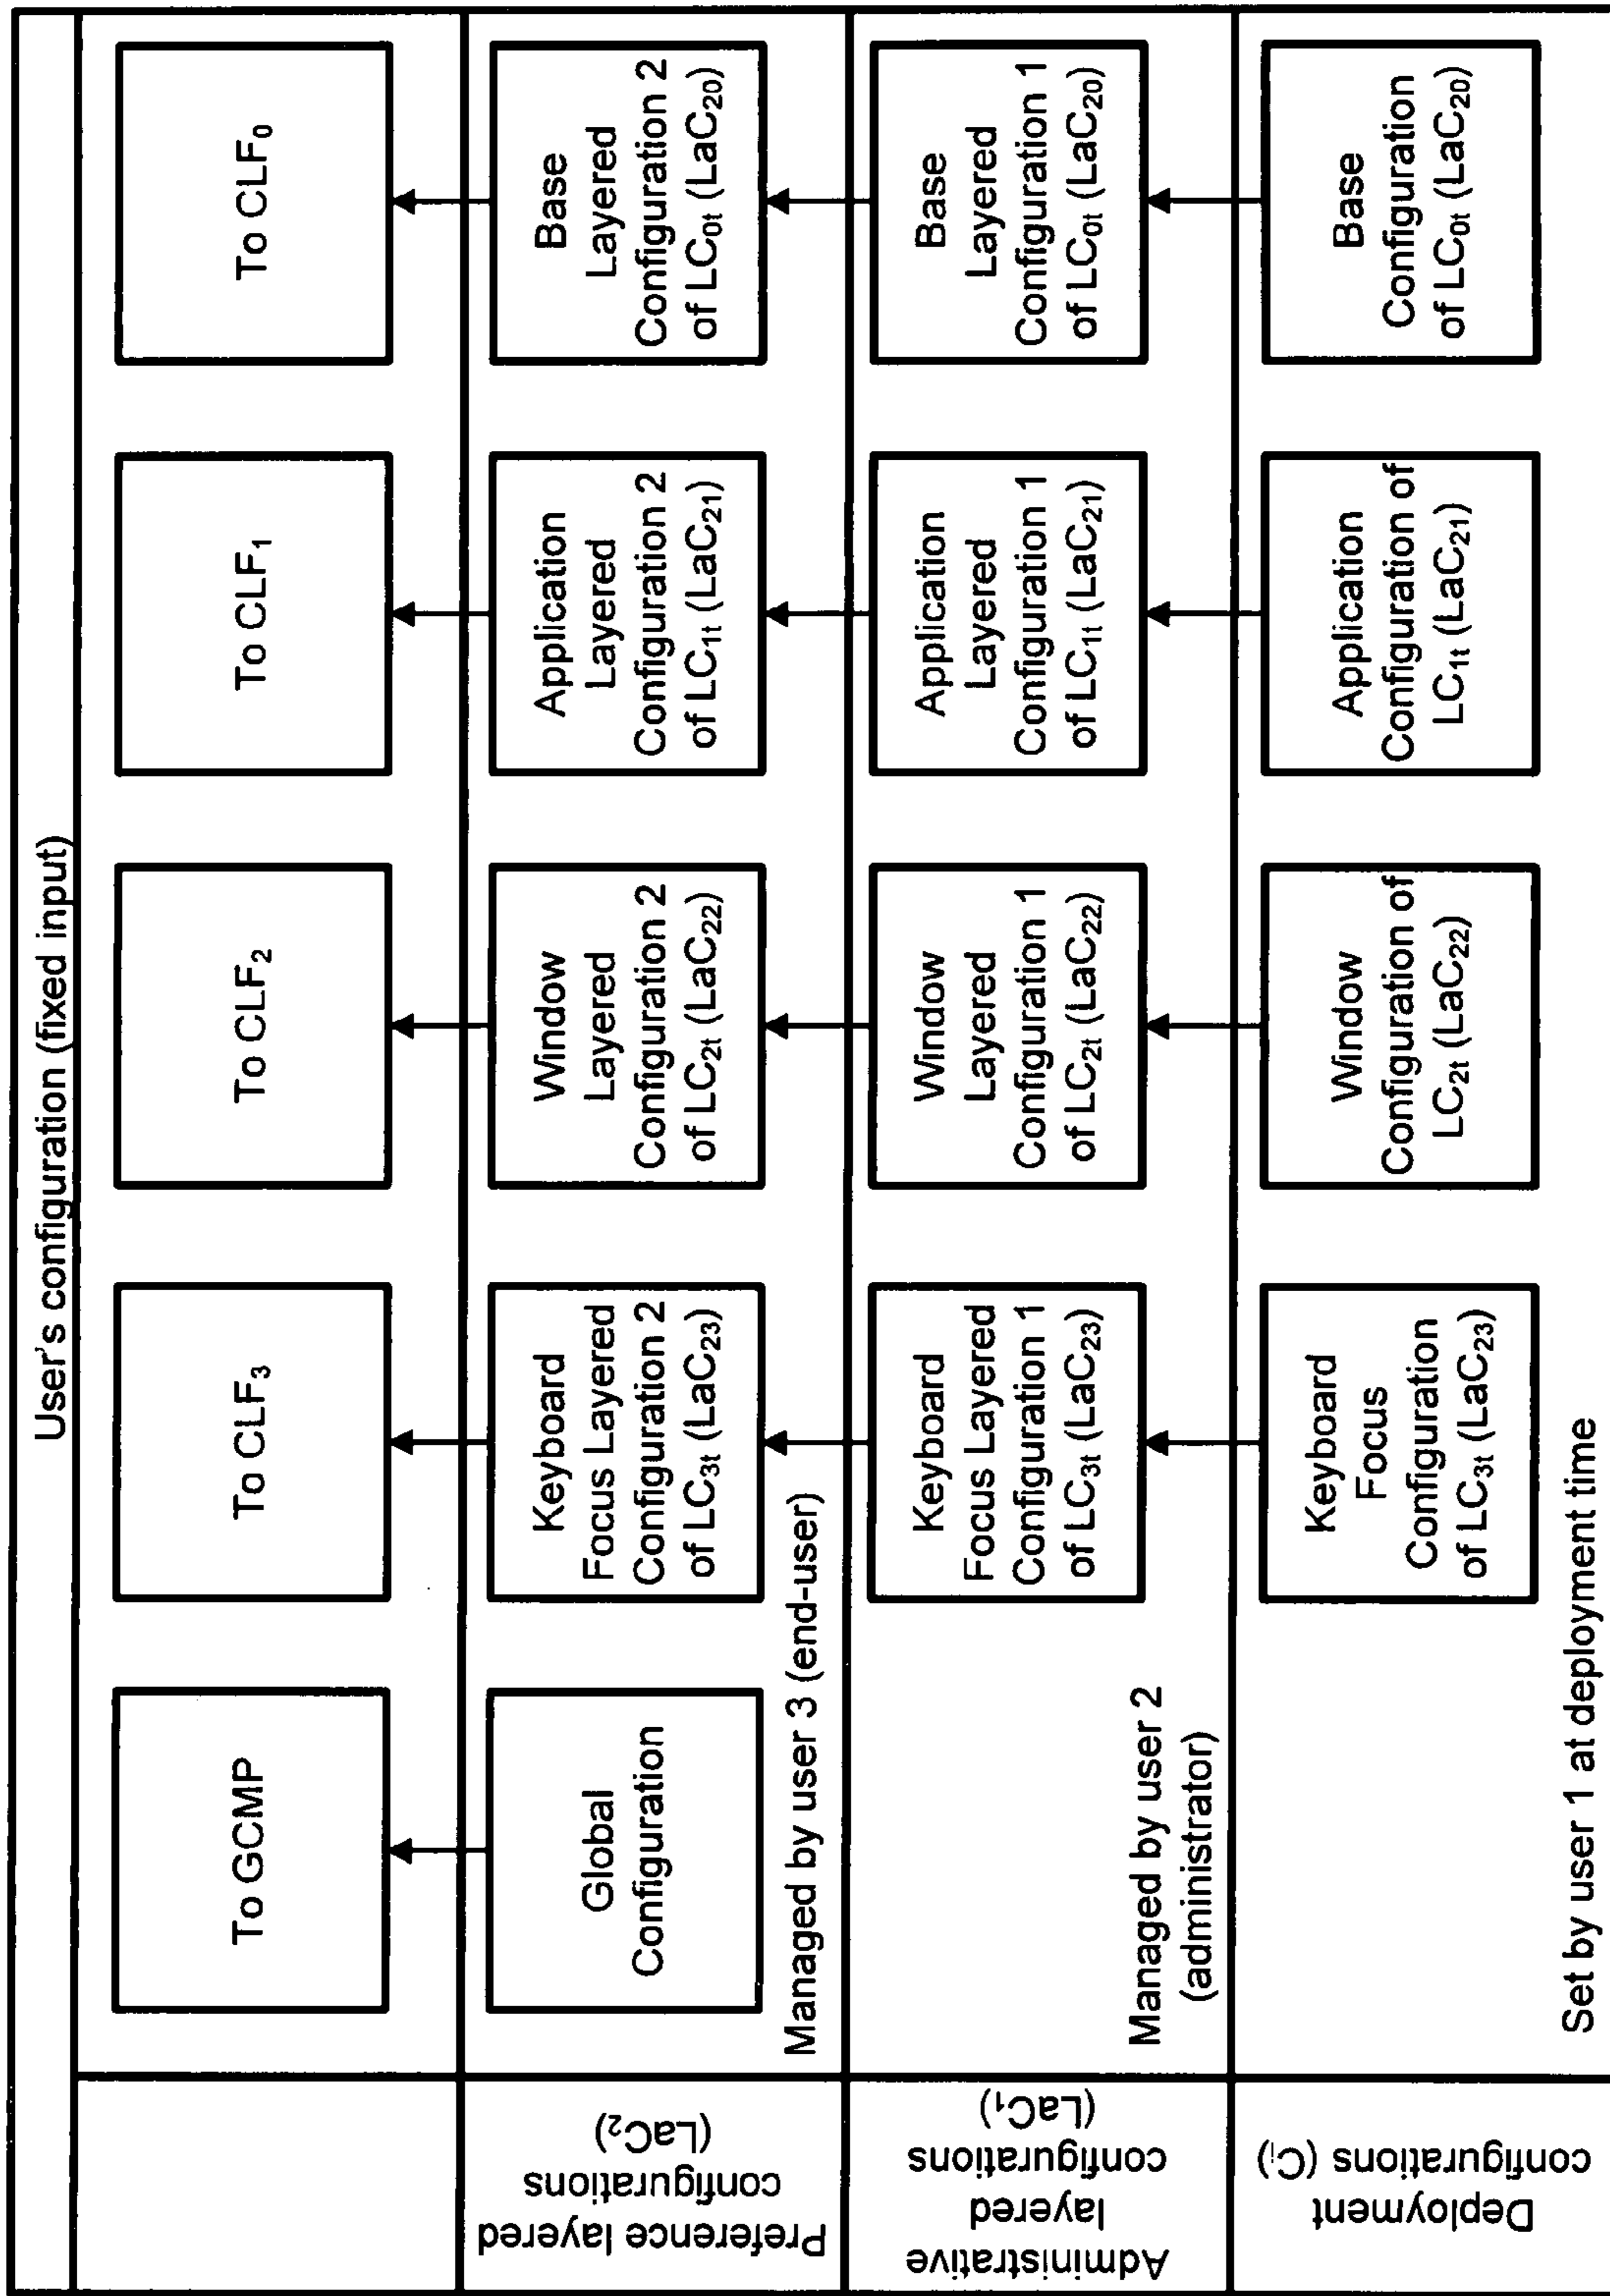 User's configuration (fixed input)
To GCMP
To CLF₃
To CLF₂
To CLF₁
To CLF₀
Preference layered
configurations
(LaC₂)
Global
Configuration
Keyboard
Focus Layered
Configuration 2
of LC₃ₜ (LaC₂₃)
Window
Layered
Configuration 2
of LC₂ₜ (LaC₂₂)
Application
Layered
Configuration 2
of LC₁ₜ (LaC₂₁)
Base
Layered
Configuration 2
of LC₀ₜ (LaC₂₀)
Managed by user 3 (end-user)
Administrative
layered
configurations
(LaC₁)
Keyboard
Focus Layered
Configuration 1
of LC₃ₜ (LaC₂₃)
Window
Layered
Configuration 1
of LC₂ₜ (LaC₂₂)
Application
Layered
Configuration 1
of LC₁ₜ (LaC₂₁)
Base
Layered
Configuration 1
of LC₀ₜ (LaC₂₀)
Managed by user 2
(administrator)
Deployment
configurations (Cᵢ)
Keyboard
Focus
Configuration
of LC₃ₜ (LaC₂₃)
Window
Configuration of
LC₂ₜ (LaC₂₂)
Application
Configuration of
LC₁ₜ (LaC₂₁)
Base
Configuration
of LC₀ₜ (LaC₂₀)
Set by user 1 at deployment time